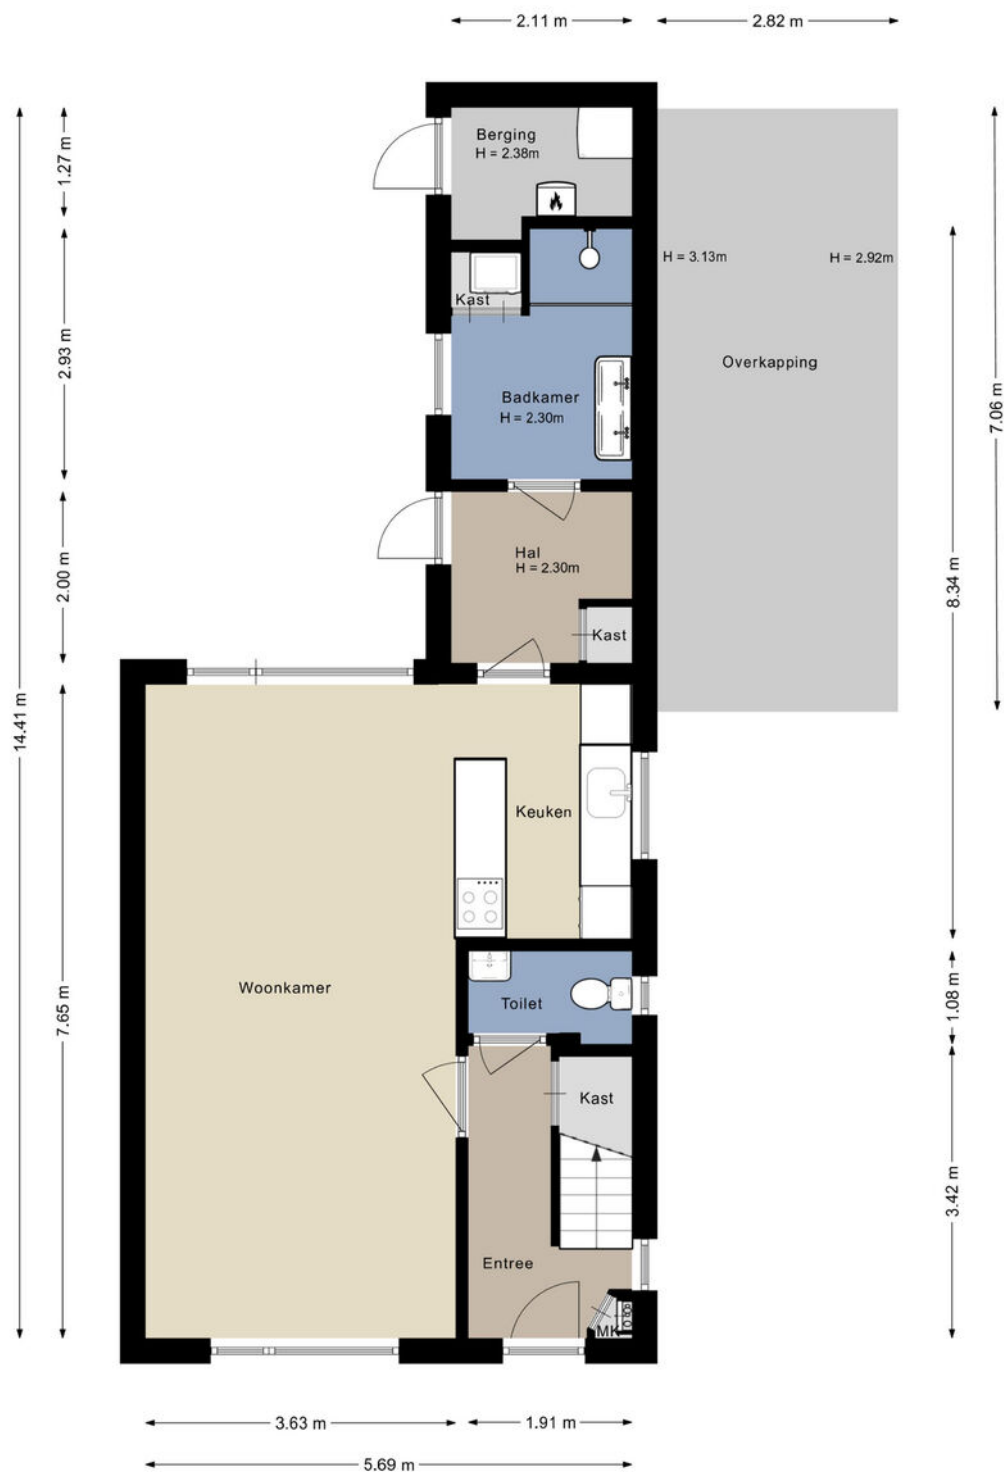 2.11 m
2.82 m
Berging
H = 2.38m
1.27 m
H = 3.13m
H = 2.92m
Kast
2.93 m
Overkapping
Badkamer
H = 2.30m
7.06 m
Hal
H = 2.30m
2.00 m
8.34 m
Kast
14.41 m
Keuken
Woonkamer
Toilet
7.65 m
1.08 m
Kast
3.42 m
Entree
MK
3.63 m
1.91 m
5.69 m